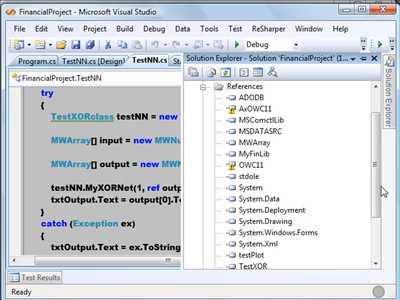 FinancialProject - Microsoft Visual Studio
File Edit View Project Build Debug Data Tools Test ReSharper Window Help
Debug
Program.cs TestNN.cs [Design] TestNN.cs
FinancialProject.TestNN
try
{
TestXORclass testNN = new
MWArray[] input = new MWNu
MWArray[] output = new MWA
testNN.MyXORNet(1, ref outp
txtOutput.Text = output[0].To
}
catch (Exception ex)
{
txtOutput.Text = ex.ToString
Solution Explorer - Solution 'FinancialProject' (1...
References
ADODB
AxOWC11
MSComctlLib
MSDATASRC
MWArray
MyFinLib
OWC11
stdole
System
System.Data
System.Deployment
System.Drawing
System.Windows.Forms
System.Xml
testPlot
TestXOR
Solution Explorer
Test Results
Ready